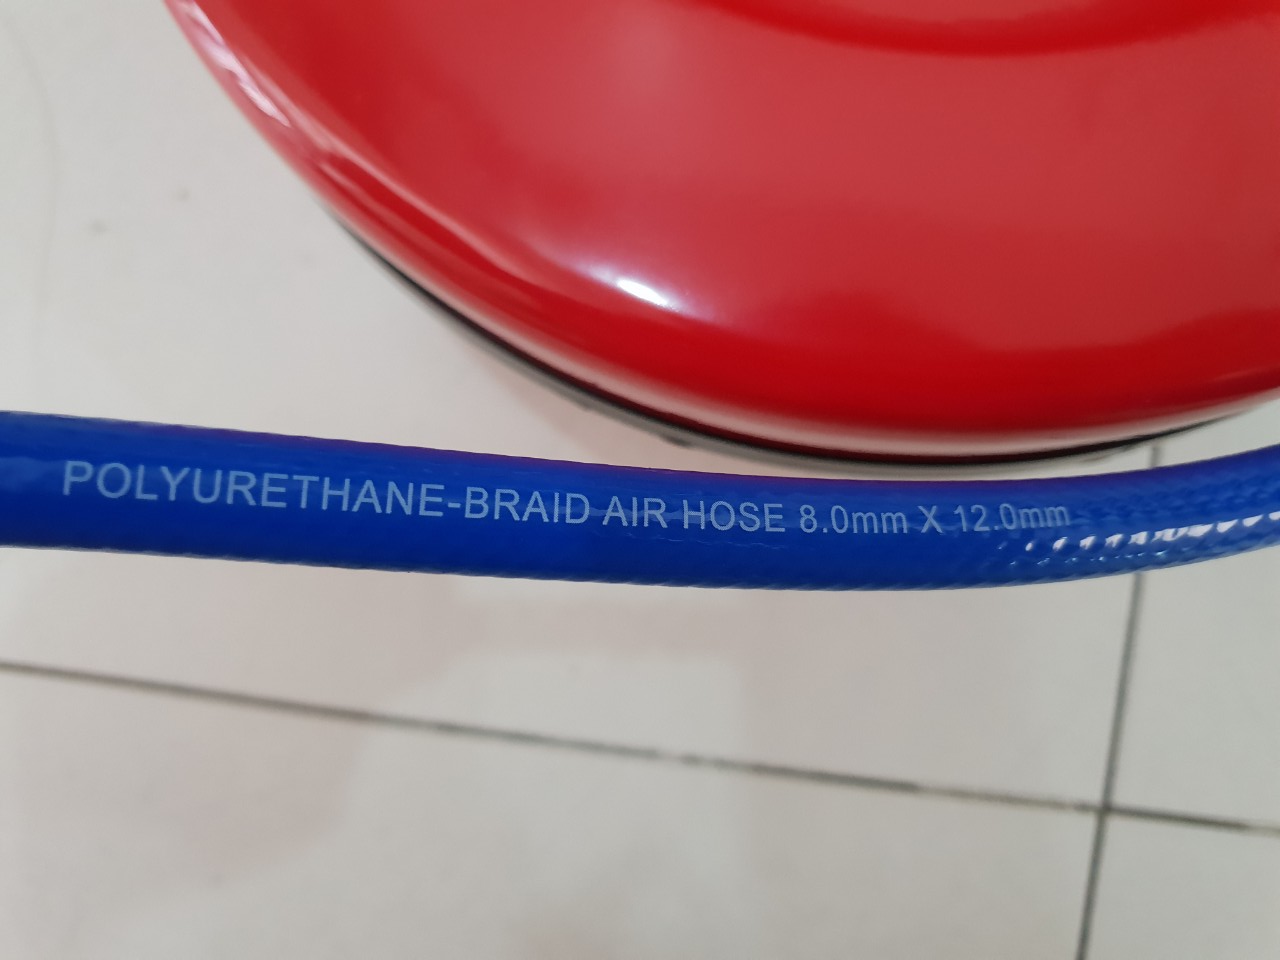 POLYURETHANE-BRAID AIR HOSE 8.0mm X 12.0mm